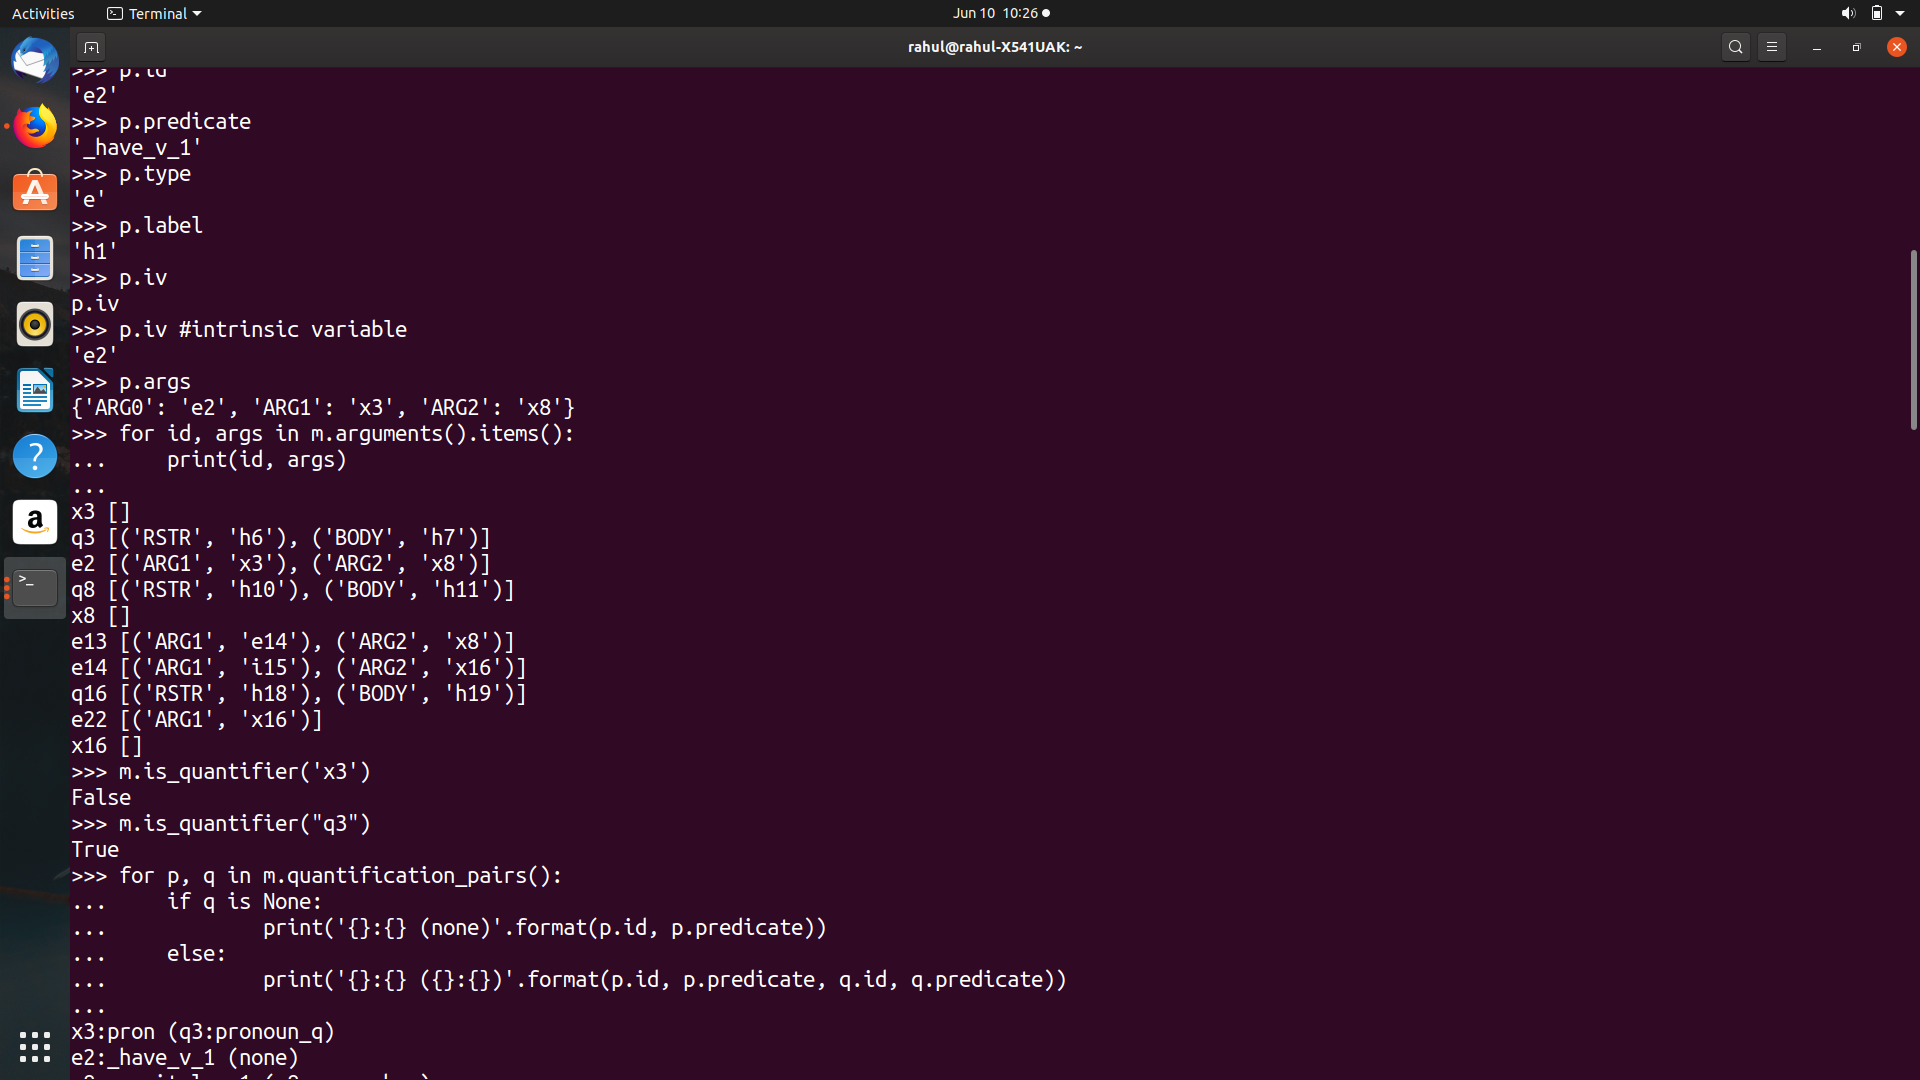 Activities
Terminal
Jun 10 10:26
rahul@rahul-X541UAK: ~
>>> p.id
'e2'
>>> p.predicate
'_have_v_1'
>>> p.type
'e'
>>> p.label
'h1'
>>> p.iv
p.iv
>>> p.iv #intrinsic variable
'e2'
>>> p.args
{'ARG0': 'e2', 'ARG1': 'x3', 'ARG2': 'x8'}
>>> for id, args in m.arguments().items():
...     print(id, args)
...
x3 []
q3 [('RSTR', 'h6'), ('BODY', 'h7')]
e2 [('ARG1', 'x3'), ('ARG2', 'x8')]
q8 [('RSTR', 'h10'), ('BODY', 'h11')]
x8 []
e13 [('ARG1', 'e14'), ('ARG2', 'x8')]
e14 [('ARG1', 'i15'), ('ARG2', 'x16')]
q16 [('RSTR', 'h18'), ('BODY', 'h19')]
e22 [('ARG1', 'x16')]
x16 []
>>> m.is_quantifier('x3')
False
>>> m.is_quantifier("q3")
True
>>> for p, q in m.quantification_pairs():
...     if q is None:
...             print('{}:{} (none)'.format(p.id, p.predicate))
...     else:
...             print('{}:{} ({}:{})'.format(p.id, p.predicate, q.id, q.predicate))
...
x3:pron (q3:pronoun_q)
e2:_have_v_1 (none)